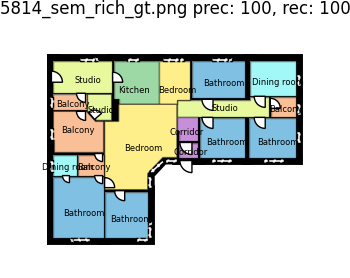 5814_sem_rich_gt.png prec: 100, rec: 100
Studio
Kitchen
Bedroom
Bathroom
Dining room
Balcony
Studio
Studio
Balcony
Balcony
Corridor
Bathroom
Bathroom
Bedroom
Corridor
Dining room
Balcony
Bathroom
Bathroom